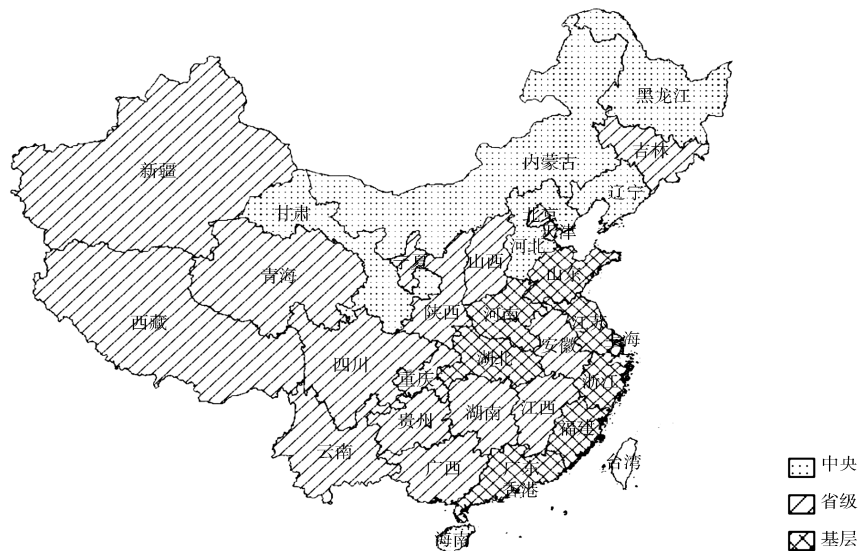 黑龙江
吉林
内蒙古
新疆
辽宁
甘肃
北京
天津
河北
宁夏
山西
山东
青海
陕西
河南
江苏
西藏
上海
安徽
四川
湖北
重庆
浙江
湖南
江西
贵州
福建
云南
广西
广东
台湾
香港
海南
中央
省级
基层